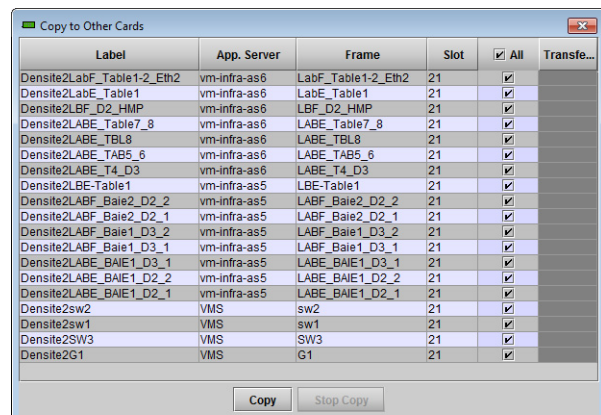 Copy to Other Cards
Label App. Server Frame Slot All Transfe...
Densite2LabF_Table1-2_Eth2 vm-infra-as6 LabF_Table1-2_Eth2 21
Densite2LabE_Table1 vm-infra-as6 LabE_Table1 21
Densite2LBF_D2_HMP vm-infra-as6 LBF_D2_HMP 21
Densite2LABE_Table7_8 vm-infra-as6 LABE_Table7_8 21
Densite2LABE_TBL8 vm-infra-as6 LABE_TBL8 21
Densite2LABE_TAB5_6 vm-infra-as6 LABE_TAB5_6 21
Densite2LABE_T4_D3 vm-infra-as6 LABE_T4_D3 21
Densite2LBE-Table1 vm-infra-as5 LBE-Table1 21
Densite2LABF_Baie2_D2_2 vm-infra-as5 LABF_Baie2_D2_2 21
Densite2LABF_Baie2_D2_1 vm-infra-as5 LABF_Baie2_D2_1 21
Densite2LABF_Baie1_D3_2 vm-infra-as5 LABF_Baie1_D3_2 21
Densite2LABF_Baie1_D3_1 vm-infra-as5 LABF_Baie1_D3_1 21
Densite2LABE_BAIE1_D3_1 vm-infra-as5 LABE_BAIE1_D3_1 21
Densite2LABE_BAIE1_D2_2 vm-infra-as5 LABE_BAIE1_D2_2 21
Densite2LABE_BAIE1_D2_1 vm-infra-as5 LABE_BAIE1_D2_1 21
Densite2sw2 VMS sw2 21
Densite2sw1 VMS sw1 21
Densite2SW3 VMS SW3 21
Densite2G1 VMS G1 21
Copy Stop Copy